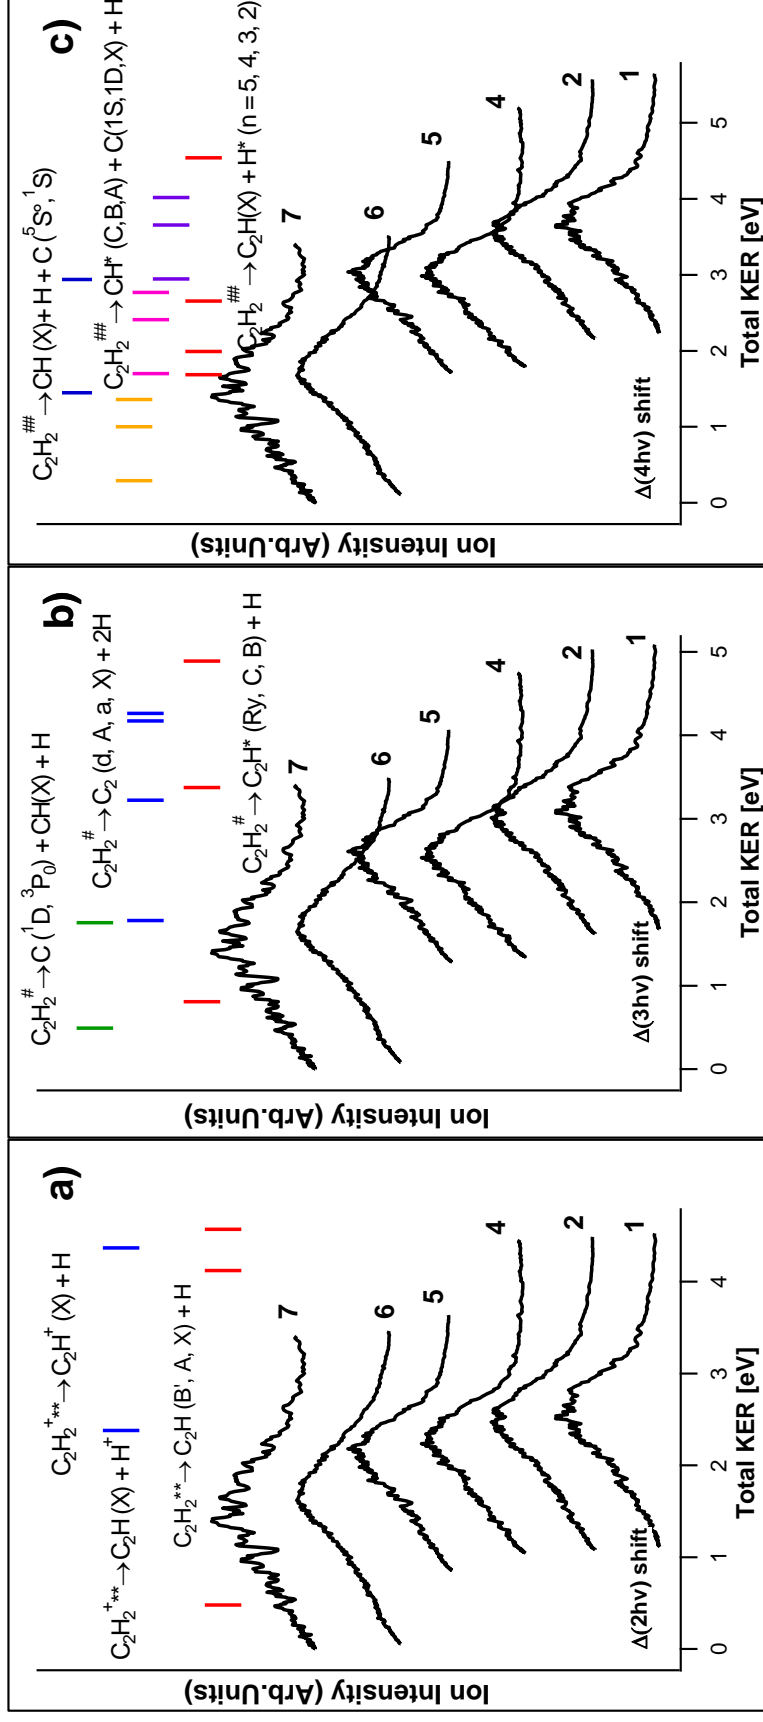 a)
C₂H₂⁺** → C₂H⁺ (X) + H
C₂H₂⁺** → C₂H (X) + H⁺
C₂H₂** → C₂H (B', A, X) + H
7
6
5
4
2
1
Δ(2hν) shift
Ion Intensity (Arb.Units)
0 1 2 3 4
Total KER [eV]
b)
C₂H₂# → C (¹D, ³P₀) + CH(X) + H
C₂H₂# → C₂ (d, A, a, X) + 2H
C₂H₂# → C₂H* (Ry, C, B) + H
7
6
5
4
2
1
Δ(3hν) shift
Ion Intensity (Arb.Units)
0 1 2 3 4 5
Total KER [eV]
c)
C₂H₂## → CH (X)+ H + C (⁵S°, ¹S)
C₂H₂## → CH* (C,B,A) + C(1S,1D,X) + H
C₂H₂## → C₂H(X) + H* (n = 5, 4, 3, 2)
7
6
5
4
2
1
Δ(4hν) shift
Ion Intensity (Arb.Units)
0 1 2 3 4 5
Total KER [eV]